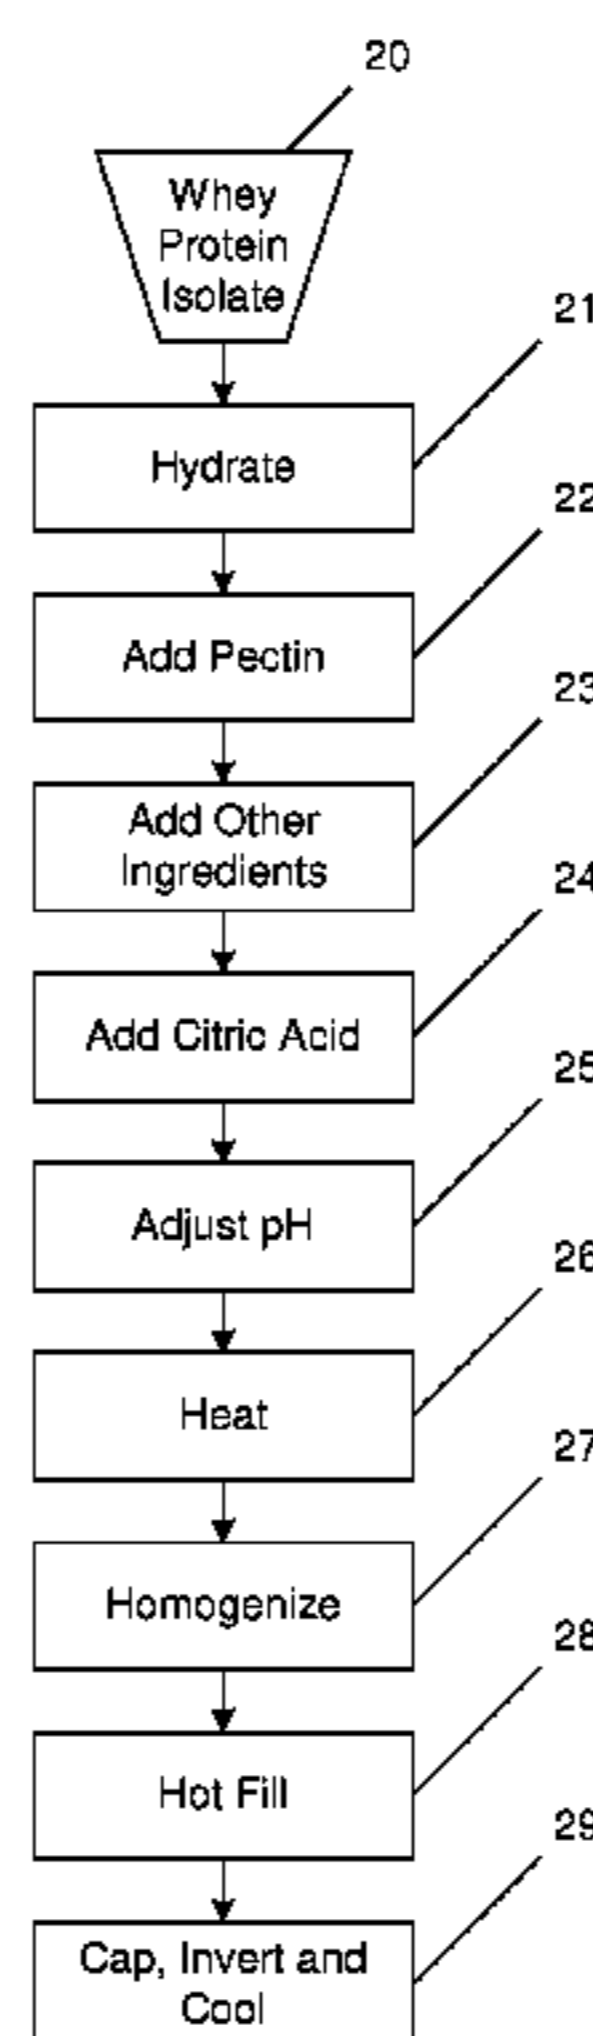 20
Whey
Protein
Isolate
21
Hydrate
22
Add Pectin
23
Add Other
Ingredients
24
Add Citric Acid
25
Adjust pH
26
Heat
27
Homogenize
28
Hot Fill
29
Cap, Invert and
Cool